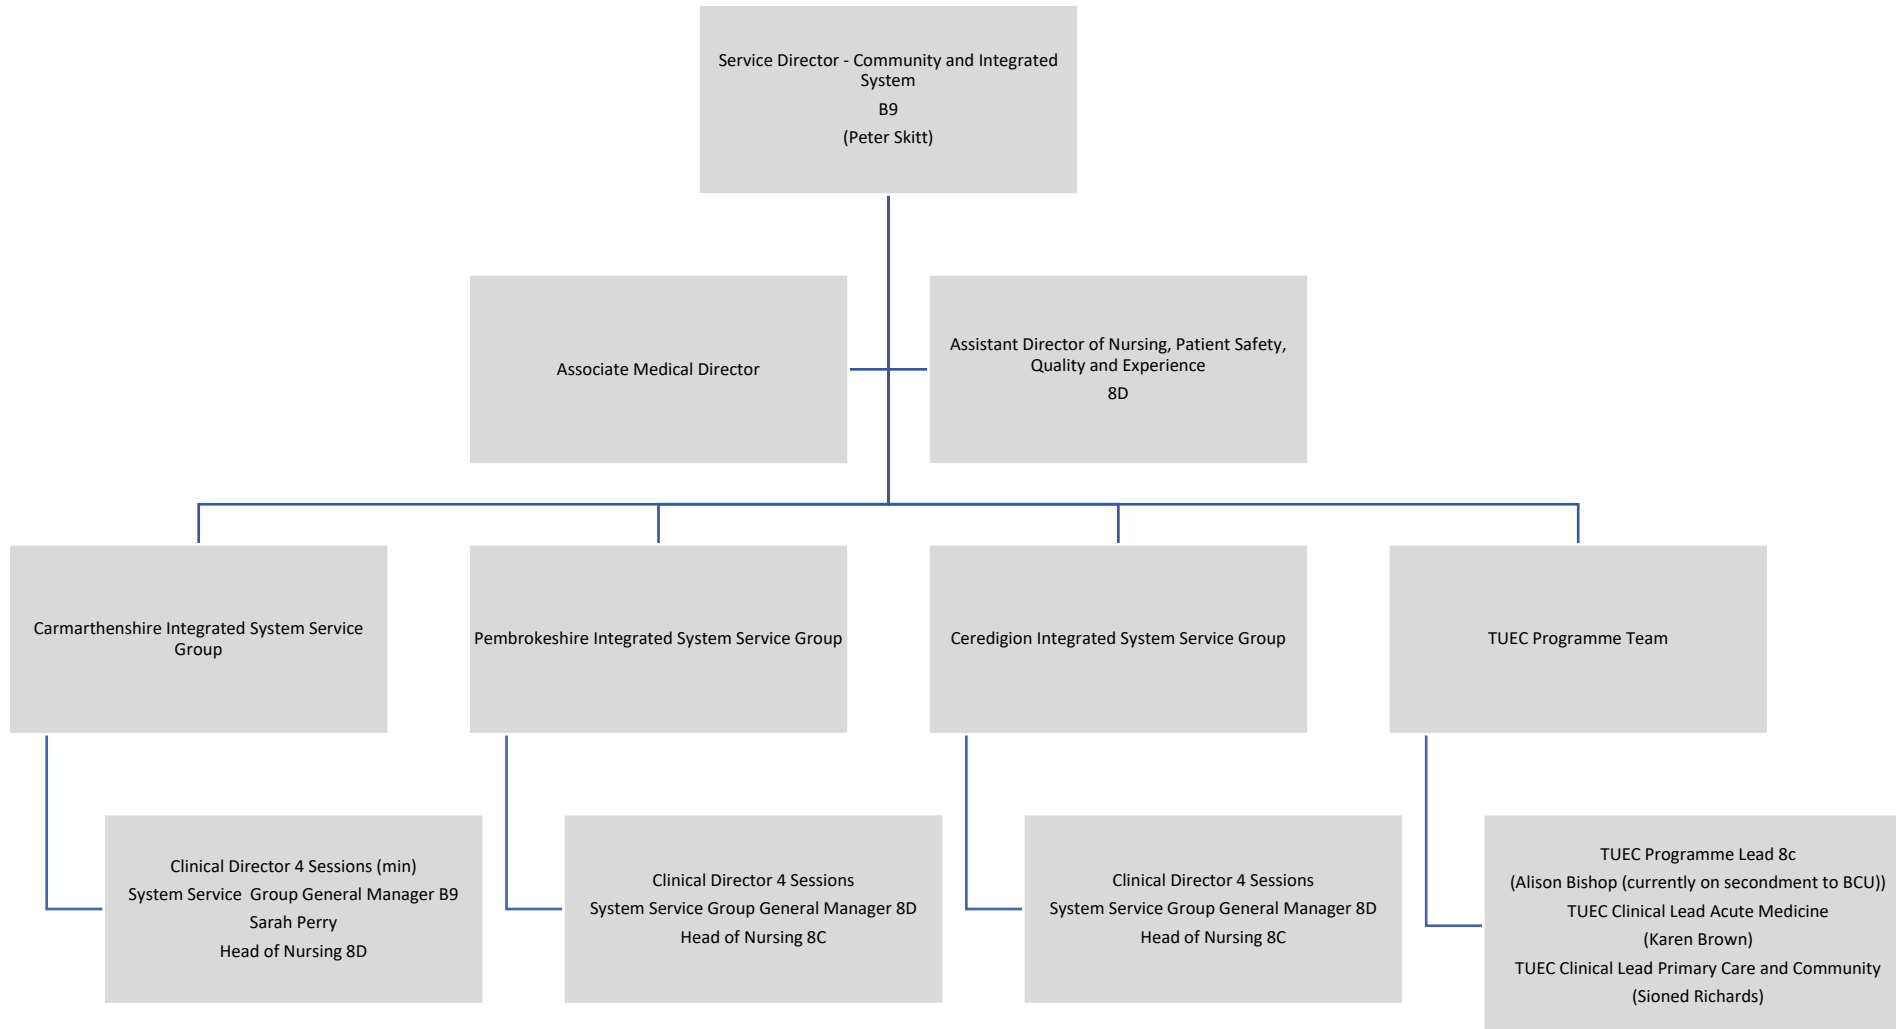 Service Director - Community and Integrated
System
B9
(Peter Skitt)
Associate Medical Director
Assistant Director of Nursing, Patient Safety,
Quality and Experience
8D
Carmarthenshire Integrated System Service
Group
Pembrokeshire Integrated System Service Group
Ceredigion Integrated System Service Group
TUEC Programme Team
Clinical Director 4 Sessions (min)
System Service  Group General Manager B9
Sarah Perry
Head of Nursing 8D
Clinical Director 4 Sessions
System Service Group General Manager 8D
Head of Nursing 8C
Clinical Director 4 Sessions
System Service Group General Manager 8D
Head of Nursing 8C
TUEC Programme Lead 8c
(Alison Bishop (currently on secondment to BCU))
TUEC Clinical Lead Acute Medicine
(Karen Brown)
TUEC Clinical Lead Primary Care and Community
(Sioned Richards)